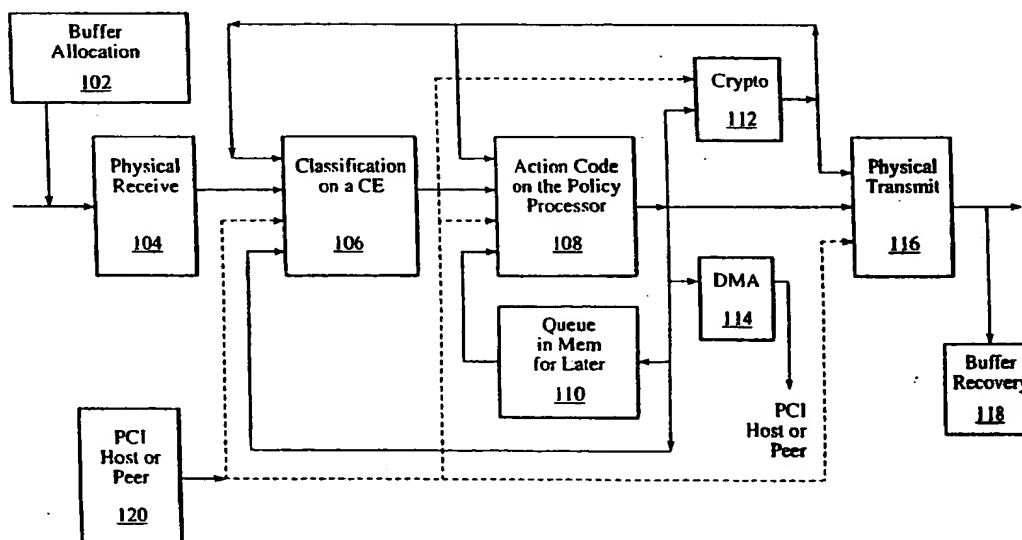 Buffer
Allocation
102
Physical
Receive
104
Classification
on a CE
106
Action Code
on the Policy
Processor
108
Crypto
112
Physical
Transmit
116
Queue
in Mem
for Later
110
DMA
114
PCI
Host or
Peer
Buffer
Recovery
118
PCI
Host or
Peer
120